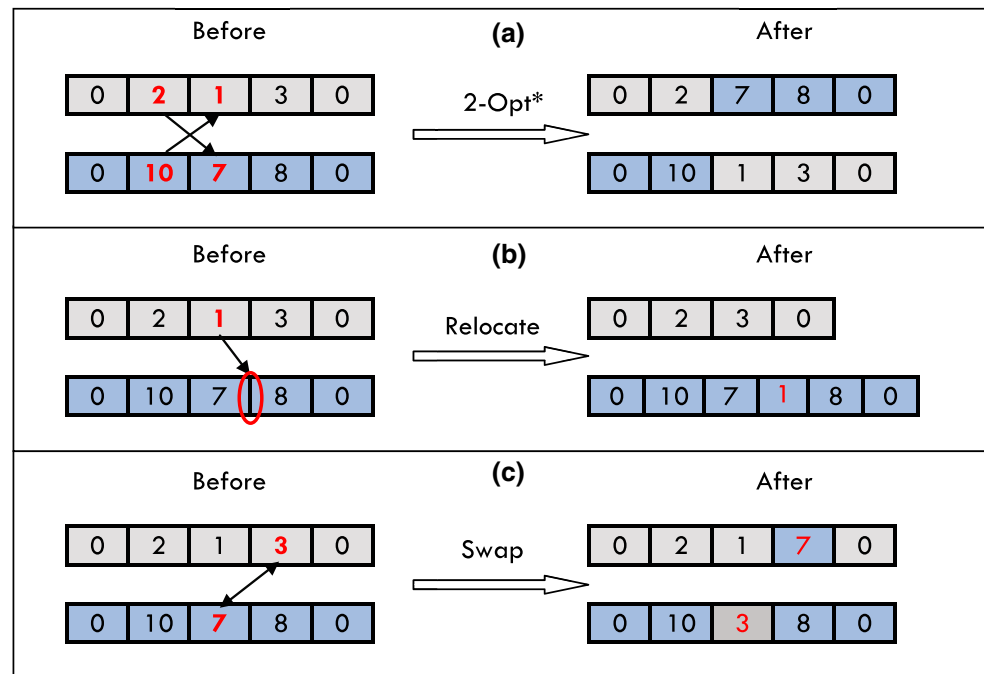 Before (a) After
0 2 1 3 0 2-Opt* 0 2 7 8 0
0 10 7 8 0 0 10 1 3 0
Before (b) After
0 2 1 3 0 Relocate 0 2 3 0
0 10 7 8 0 0 10 7 1 8 0
Before (c) After
0 2 1 3 0 Swap 0 2 1 7 0
0 10 7 8 0 0 10 3 8 0